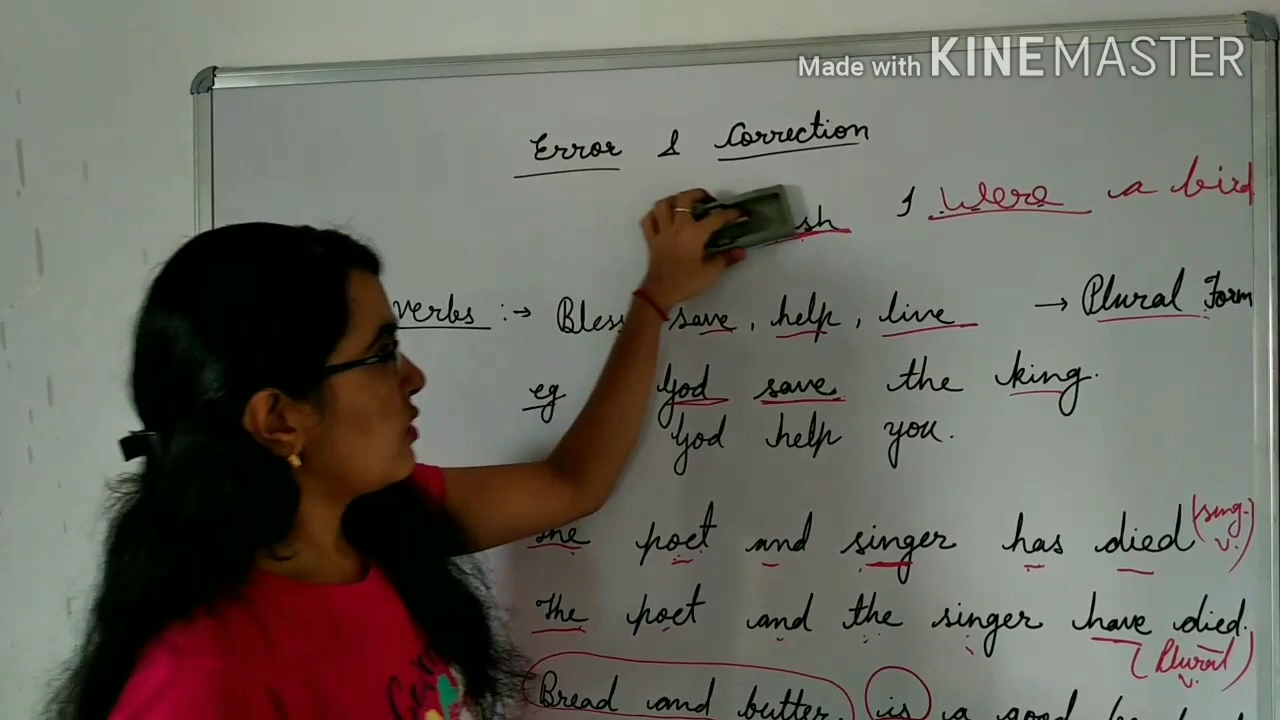 Made with KINEMASTER
Error & Correction
sh I were a bird
verbs :→ Bless save, help, live → Plural Form
eg God save the king.
God help you.
The poet and singer has died (sing. v.)
The poet and the singer have died.
(Plural v)
Bread and butter is a good